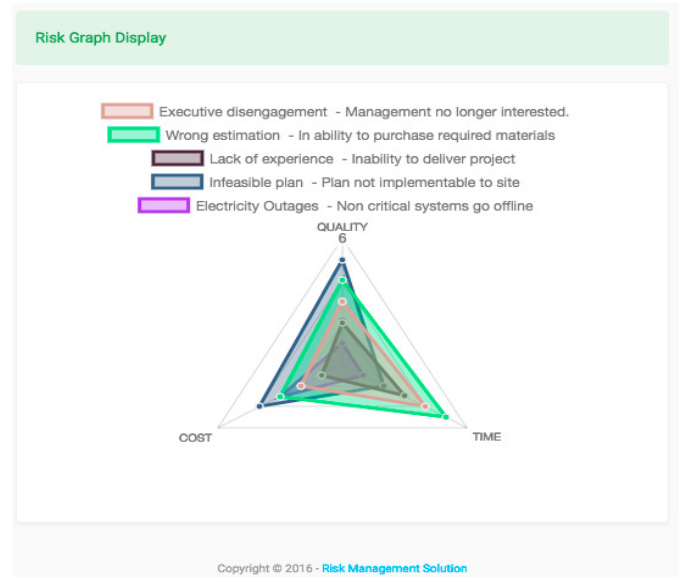 Risk Graph Display
Executive disengagement - Management no longer interested.
Wrong estimation - In ability to purchase required materials
Lack of experience - Inability to deliver project
Infeasible plan - Plan not implementable to site
Electricity Outages - Non critical systems go offline
QUALITY
6
COST
TIME
Copyright © 2016 - Risk Management Solution